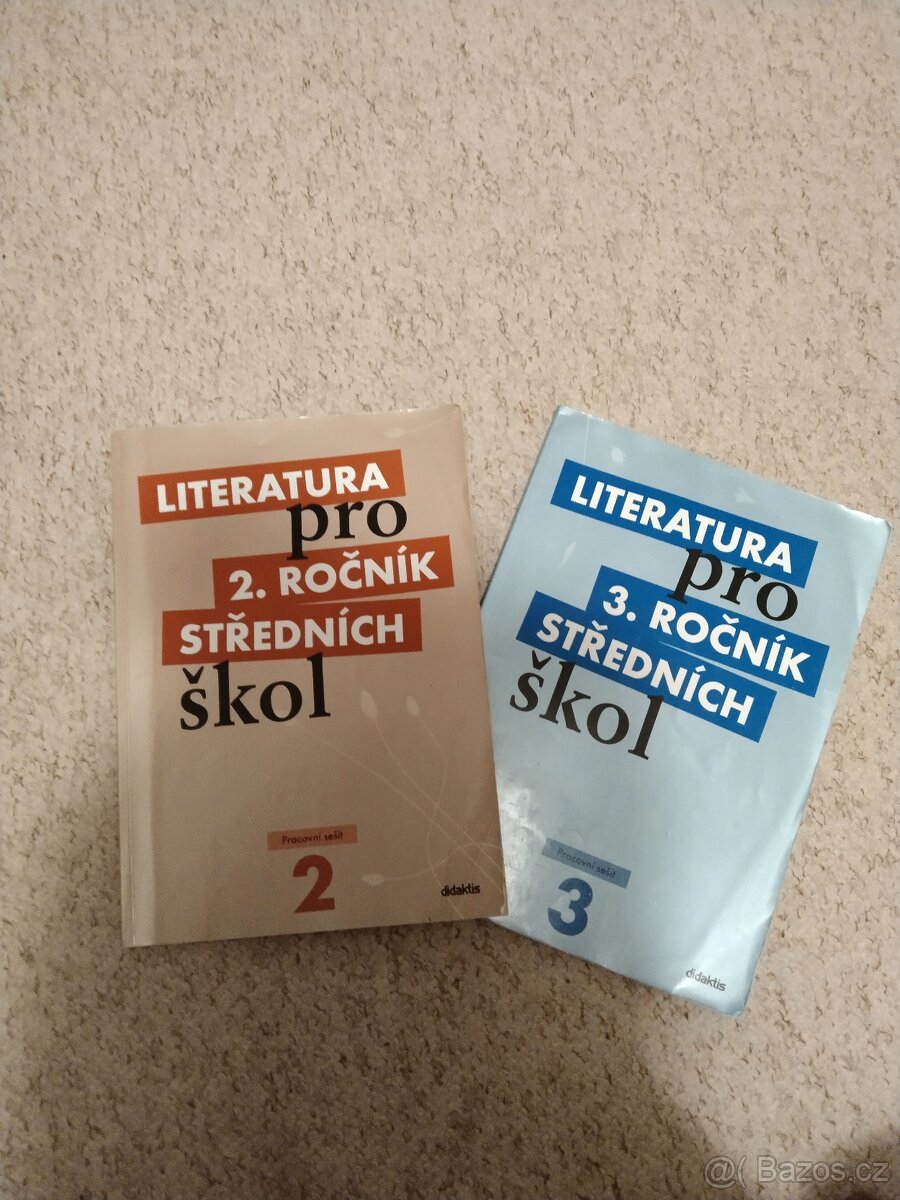 LITERATURA
pro
2. ROČNÍK
STŘEDNÍCH
škol
Pracovní sešit
2
didaktis
LITERATURA
pro
3. ROČNÍK
STŘEDNÍCH
škol
Pracovní sešit
3
didaktis
@( Bazos.cz